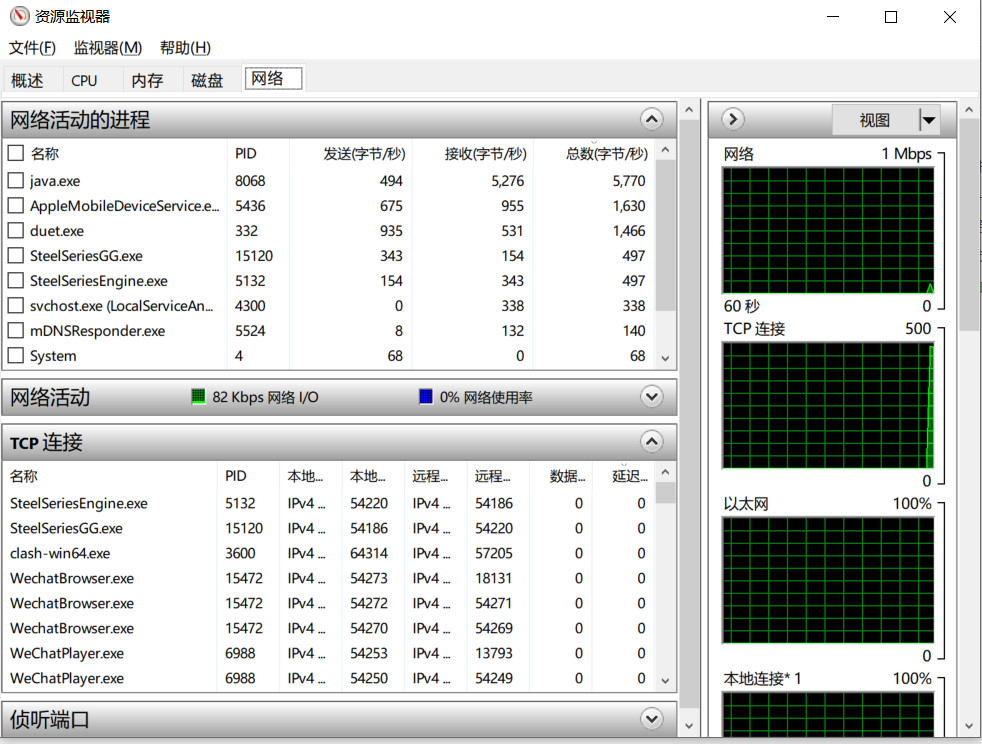 资源监视器
文件(F) 监视器(M) 帮助(H)
概述 CPU 内存 磁盘 网络
网络活动的进程
名称 PID 发送(字节/秒) 接收(字节/秒) 总数(字节/秒)
java.exe 8068 494 5,276 5,770
AppleMobileDeviceService.e... 5436 675 955 1,630
duet.exe 332 935 531 1,466
SteelSeriesGG.exe 15120 343 154 497
SteelSeriesEngine.exe 5132 154 343 497
svchost.exe (LocalServiceAn... 4300 0 338 338
mDNSResponder.exe 5524 8 132 140
System 4 68 0 68
网络活动 82 Kbps 网络 I/O 0% 网络使用率
TCP 连接
名称 PID 本地... 本地... 远程... 远程... 数据... 延迟...
SteelSeriesEngine.exe 5132 IPv4 ... 54220 IPv4 ... 54186 0 0
SteelSeriesGG.exe 15120 IPv4 ... 54186 IPv4 ... 54220 0 0
clash-win64.exe 3600 IPv4 ... 64314 IPv4 ... 57205 0 0
WechatBrowser.exe 15472 IPv4 ... 54273 IPv4 ... 18131 0 0
WechatBrowser.exe 15472 IPv4 ... 54272 IPv4 ... 54271 0 0
WechatBrowser.exe 15472 IPv4 ... 54270 IPv4 ... 54269 0 0
WeChatPlayer.exe 6988 IPv4 ... 54253 IPv4 ... 13793 0 0
WeChatPlayer.exe 6988 IPv4 ... 54250 IPv4 ... 54249 0 0
侦听端口
视图
网络 1 Mbps
60 秒 0
TCP 连接 500
0
以太网 100%
0
本地连接* 1 100%